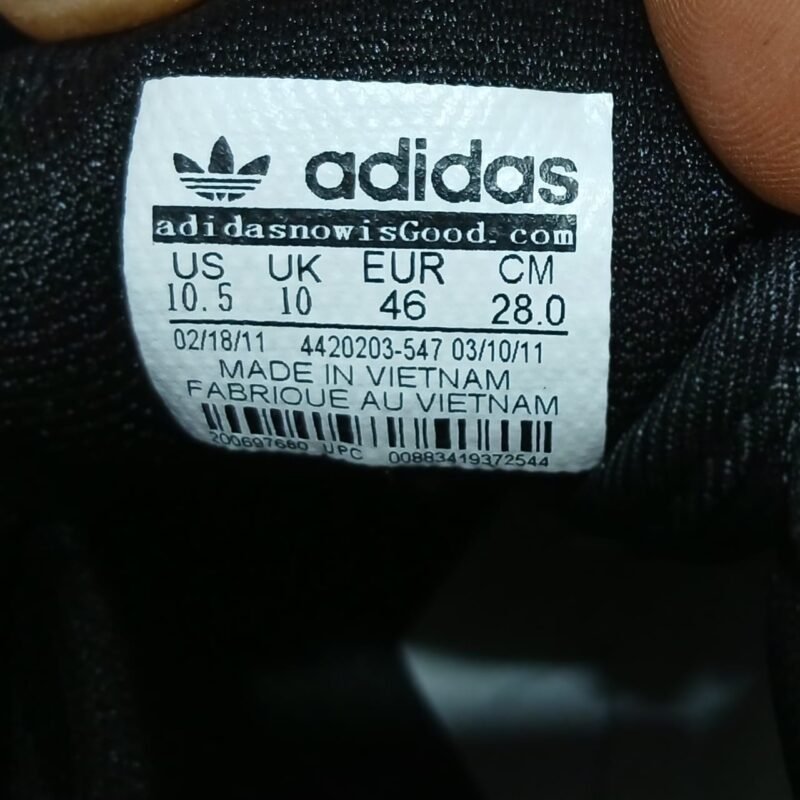 adidas
adidasnowisGood.com
US UK EUR CM
10.5 10 46 28.0
02/18/11 4420203-547 03/10/11
MADE IN VIETNAM
FABRIQUE AU VIETNAM
200697680 UPC 00883419372544